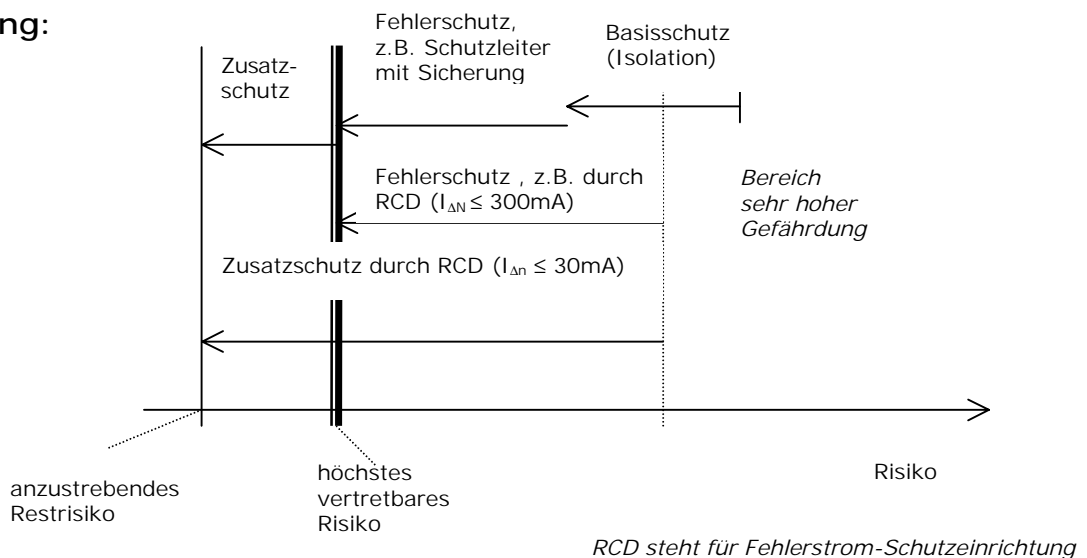 ng:
Fehlerschutz,
z.B. Schutzleiter
mit Sicherung
Basisschutz
(Isolation)
Zusatz-
schutz
Fehlerschutz , z.B. durch
RCD (I∆N ≤ 300mA)
Bereich
sehr hoher
Gefährdung
Zusatzschutz durch RCD (I∆n ≤ 30mA)
anzustrebendes
Restrisiko
höchstes
vertretbares
Risiko
Risiko
RCD steht für Fehlerstrom-Schutzeinrichtung